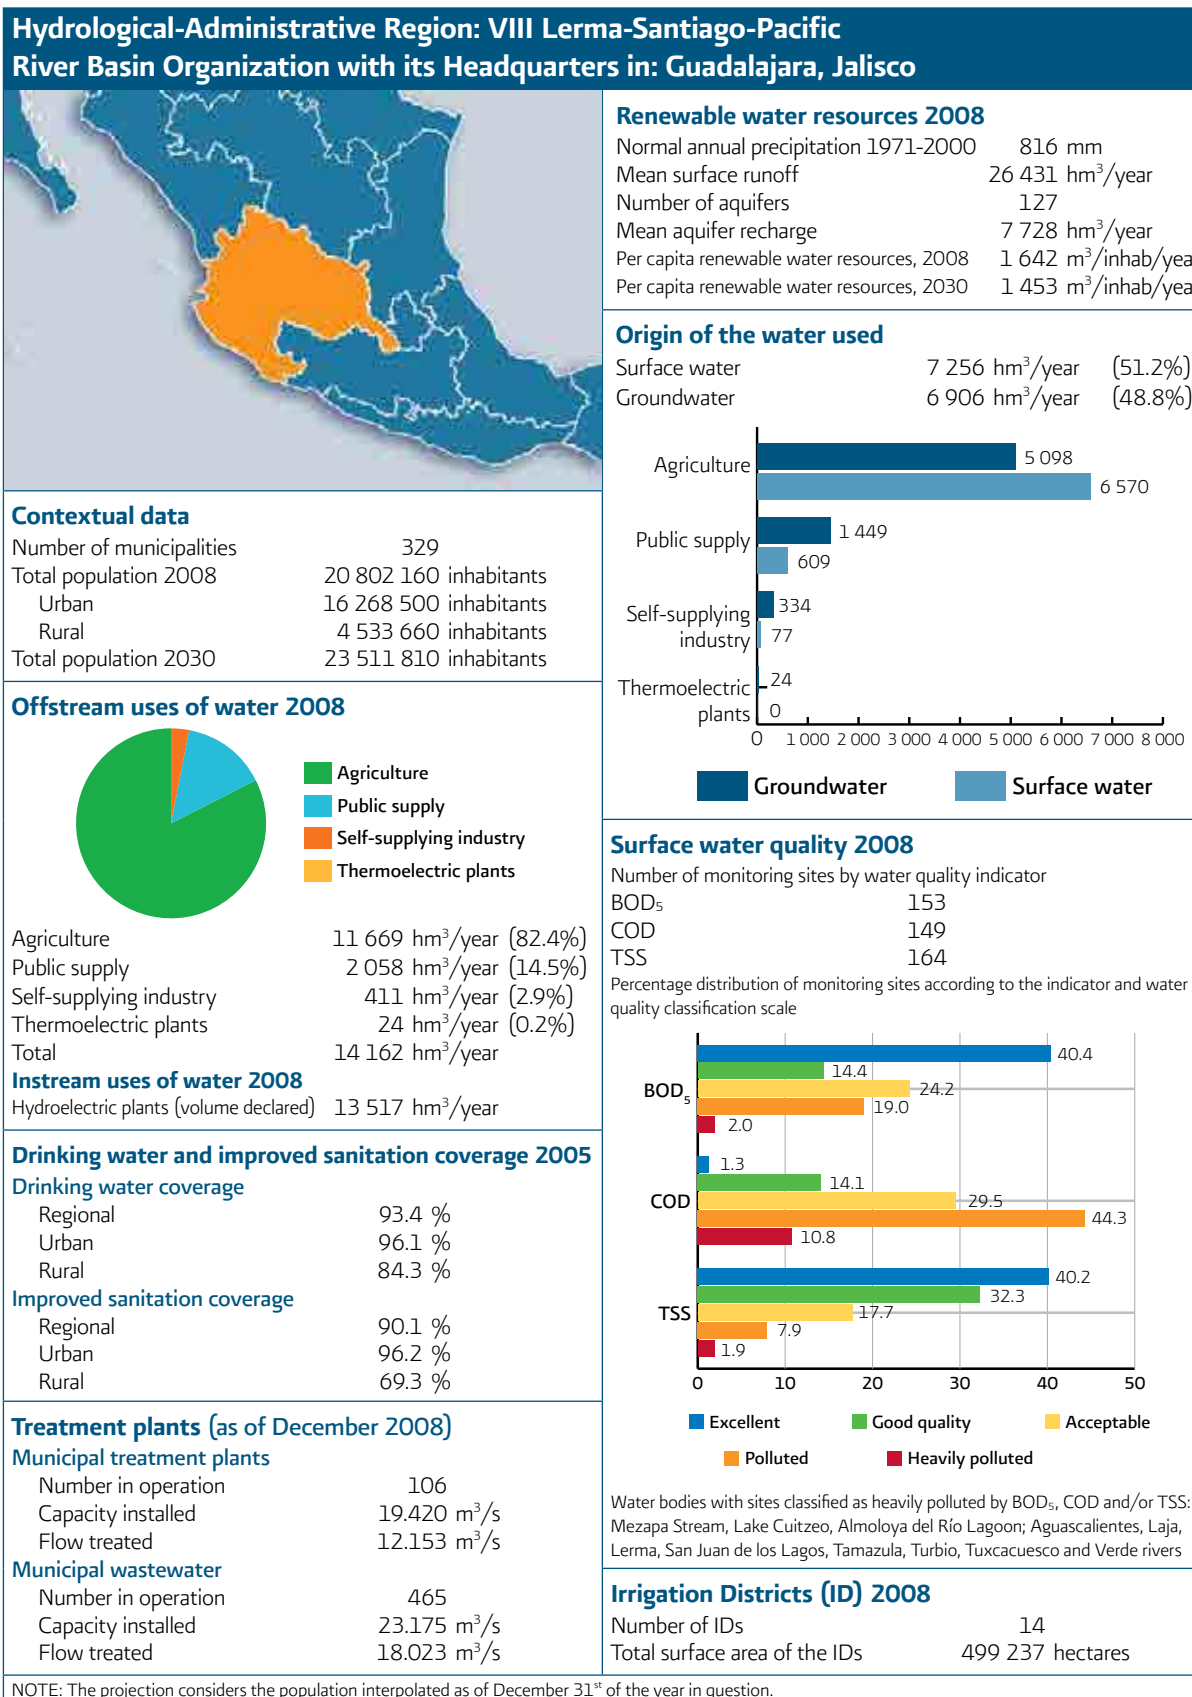 Hydrological-Administrative Region: VIII Lerma-Santiago-Pacific
River Basin Organization with its Headquarters in: Guadalajara, Jalisco
Contextual data
Number of municipalities 329
Total population 2008 20 802 160 inhabitants
Urban 16 268 500 inhabitants
Rural 4 533 660 inhabitants
Total population 2030 23 511 810 inhabitants
Offstream uses of water 2008
Agriculture
Public supply
Self-supplying industry
Thermoelectric plants
Agriculture 11 669 hm³/year (82.4%)
Public supply 2 058 hm³/year (14.5%)
Self-supplying industry 411 hm³/year (2.9%)
Thermoelectric plants 24 hm³/year (0.2%)
Total 14 162 hm³/year
Instream uses of water 2008
Hydroelectric plants (volume declared) 13 517 hm³/year
Drinking water and improved sanitation coverage 2005
Drinking water coverage
Regional 93.4 %
Urban 96.1 %
Rural 84.3 %
Improved sanitation coverage
Regional 90.1 %
Urban 96.2 %
Rural 69.3 %
Treatment plants (as of December 2008)
Municipal treatment plants
Number in operation 106
Capacity installed 19.420 m³/s
Flow treated 12.153 m³/s
Municipal wastewater
Number in operation 465
Capacity installed 23.175 m³/s
Flow treated 18.023 m³/s
Renewable water resources 2008
Normal annual precipitation 1971-2000 816 mm
Mean surface runoff 26 431 hm³/year
Number of aquifers 127
Mean aquifer recharge 7 728 hm³/year
Per capita renewable water resources, 2008 1 642 m³/inhab/yea
Per capita renewable water resources, 2030 1 453 m³/inhab/yea
Origin of the water used
Surface water 7 256 hm³/year (51.2%)
Groundwater 6 906 hm³/year (48.8%)
Agriculture 5 098
6 570
Public supply 1 449
609
Self-supplying industry 334
77
Thermoelectric plants 24
0
0 1 000 2 000 3 000 4 000 5 000 6 000 7 000 8 000
Groundwater Surface water
Surface water quality 2008
Number of monitoring sites by water quality indicator
BOD₅ 153
COD 149
TSS 164
Percentage distribution of monitoring sites according to the indicator and water
quality classification scale
BOD₅ 40.4
14.4
24.2
19.0
2.0
COD 1.3
14.1
29.5
44.3
10.8
TSS 40.2
32.3
17.7
7.9
1.9
0 10 20 30 40 50
Excellent Good quality Acceptable
Polluted Heavily polluted
Water bodies with sites classified as heavily polluted by BOD₅, COD and/or TSS:
Mezapa Stream, Lake Cuitzeo, Almoloya del Río Lagoon; Aguascalientes, Laja,
Lerma, San Juan de los Lagos, Tamazula, Turbio, Tuxcacuesco and Verde rivers
Irrigation Districts (ID) 2008
Number of IDs 14
Total surface area of the IDs 499 237 hectares
NOTE: The projection considers the population interpolated as of December 31ˢᵗ of the year in question.